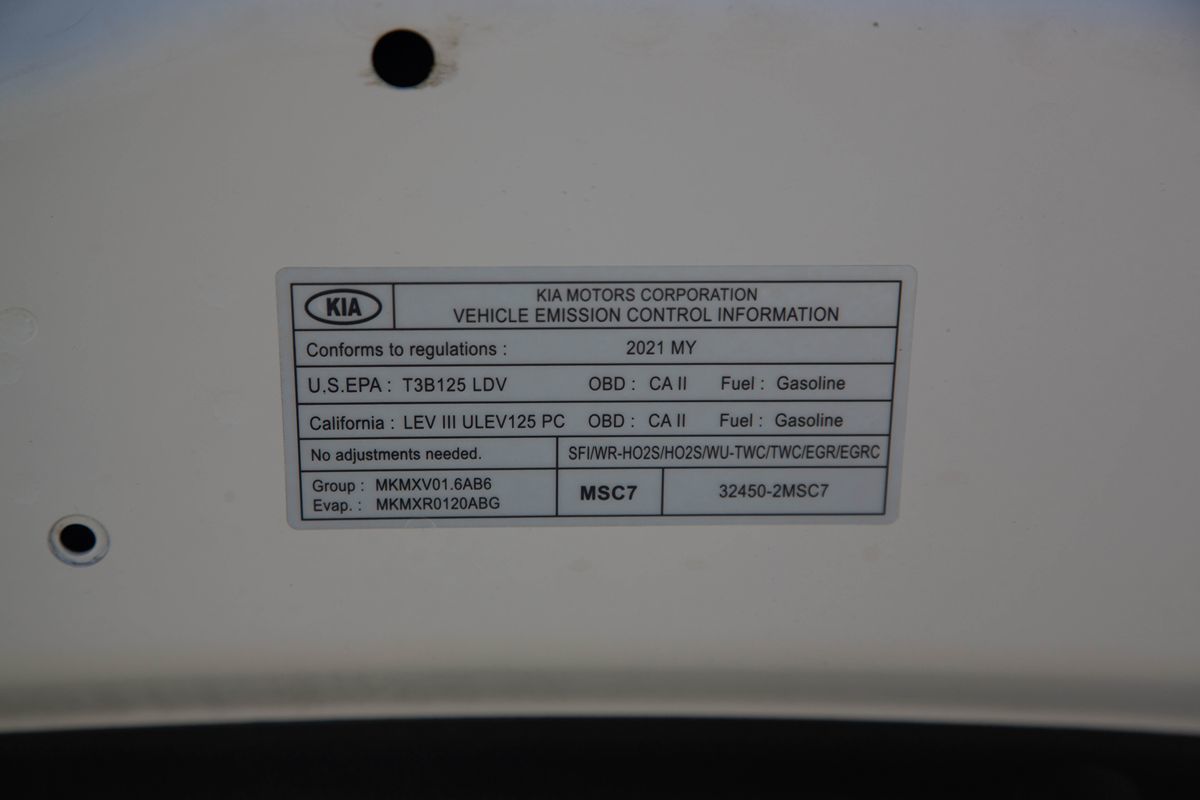 KIA
KIA MOTORS CORPORATION
VEHICLE EMISSION CONTROL INFORMATION
Conforms to regulations : 2021 MY
U.S.EPA : T3B125 LDV OBD : CA II Fuel : Gasoline
California : LEV III ULEV125 PC OBD : CA II Fuel : Gasoline
No adjustments needed. SFI/WR-HO2S/HO2S/WU-TWC/TWC/EGR/EGRC
Group : MKMXV01.6AB6
Evap. : MKMXR0120ABG
MSC7
32450-2MSC7